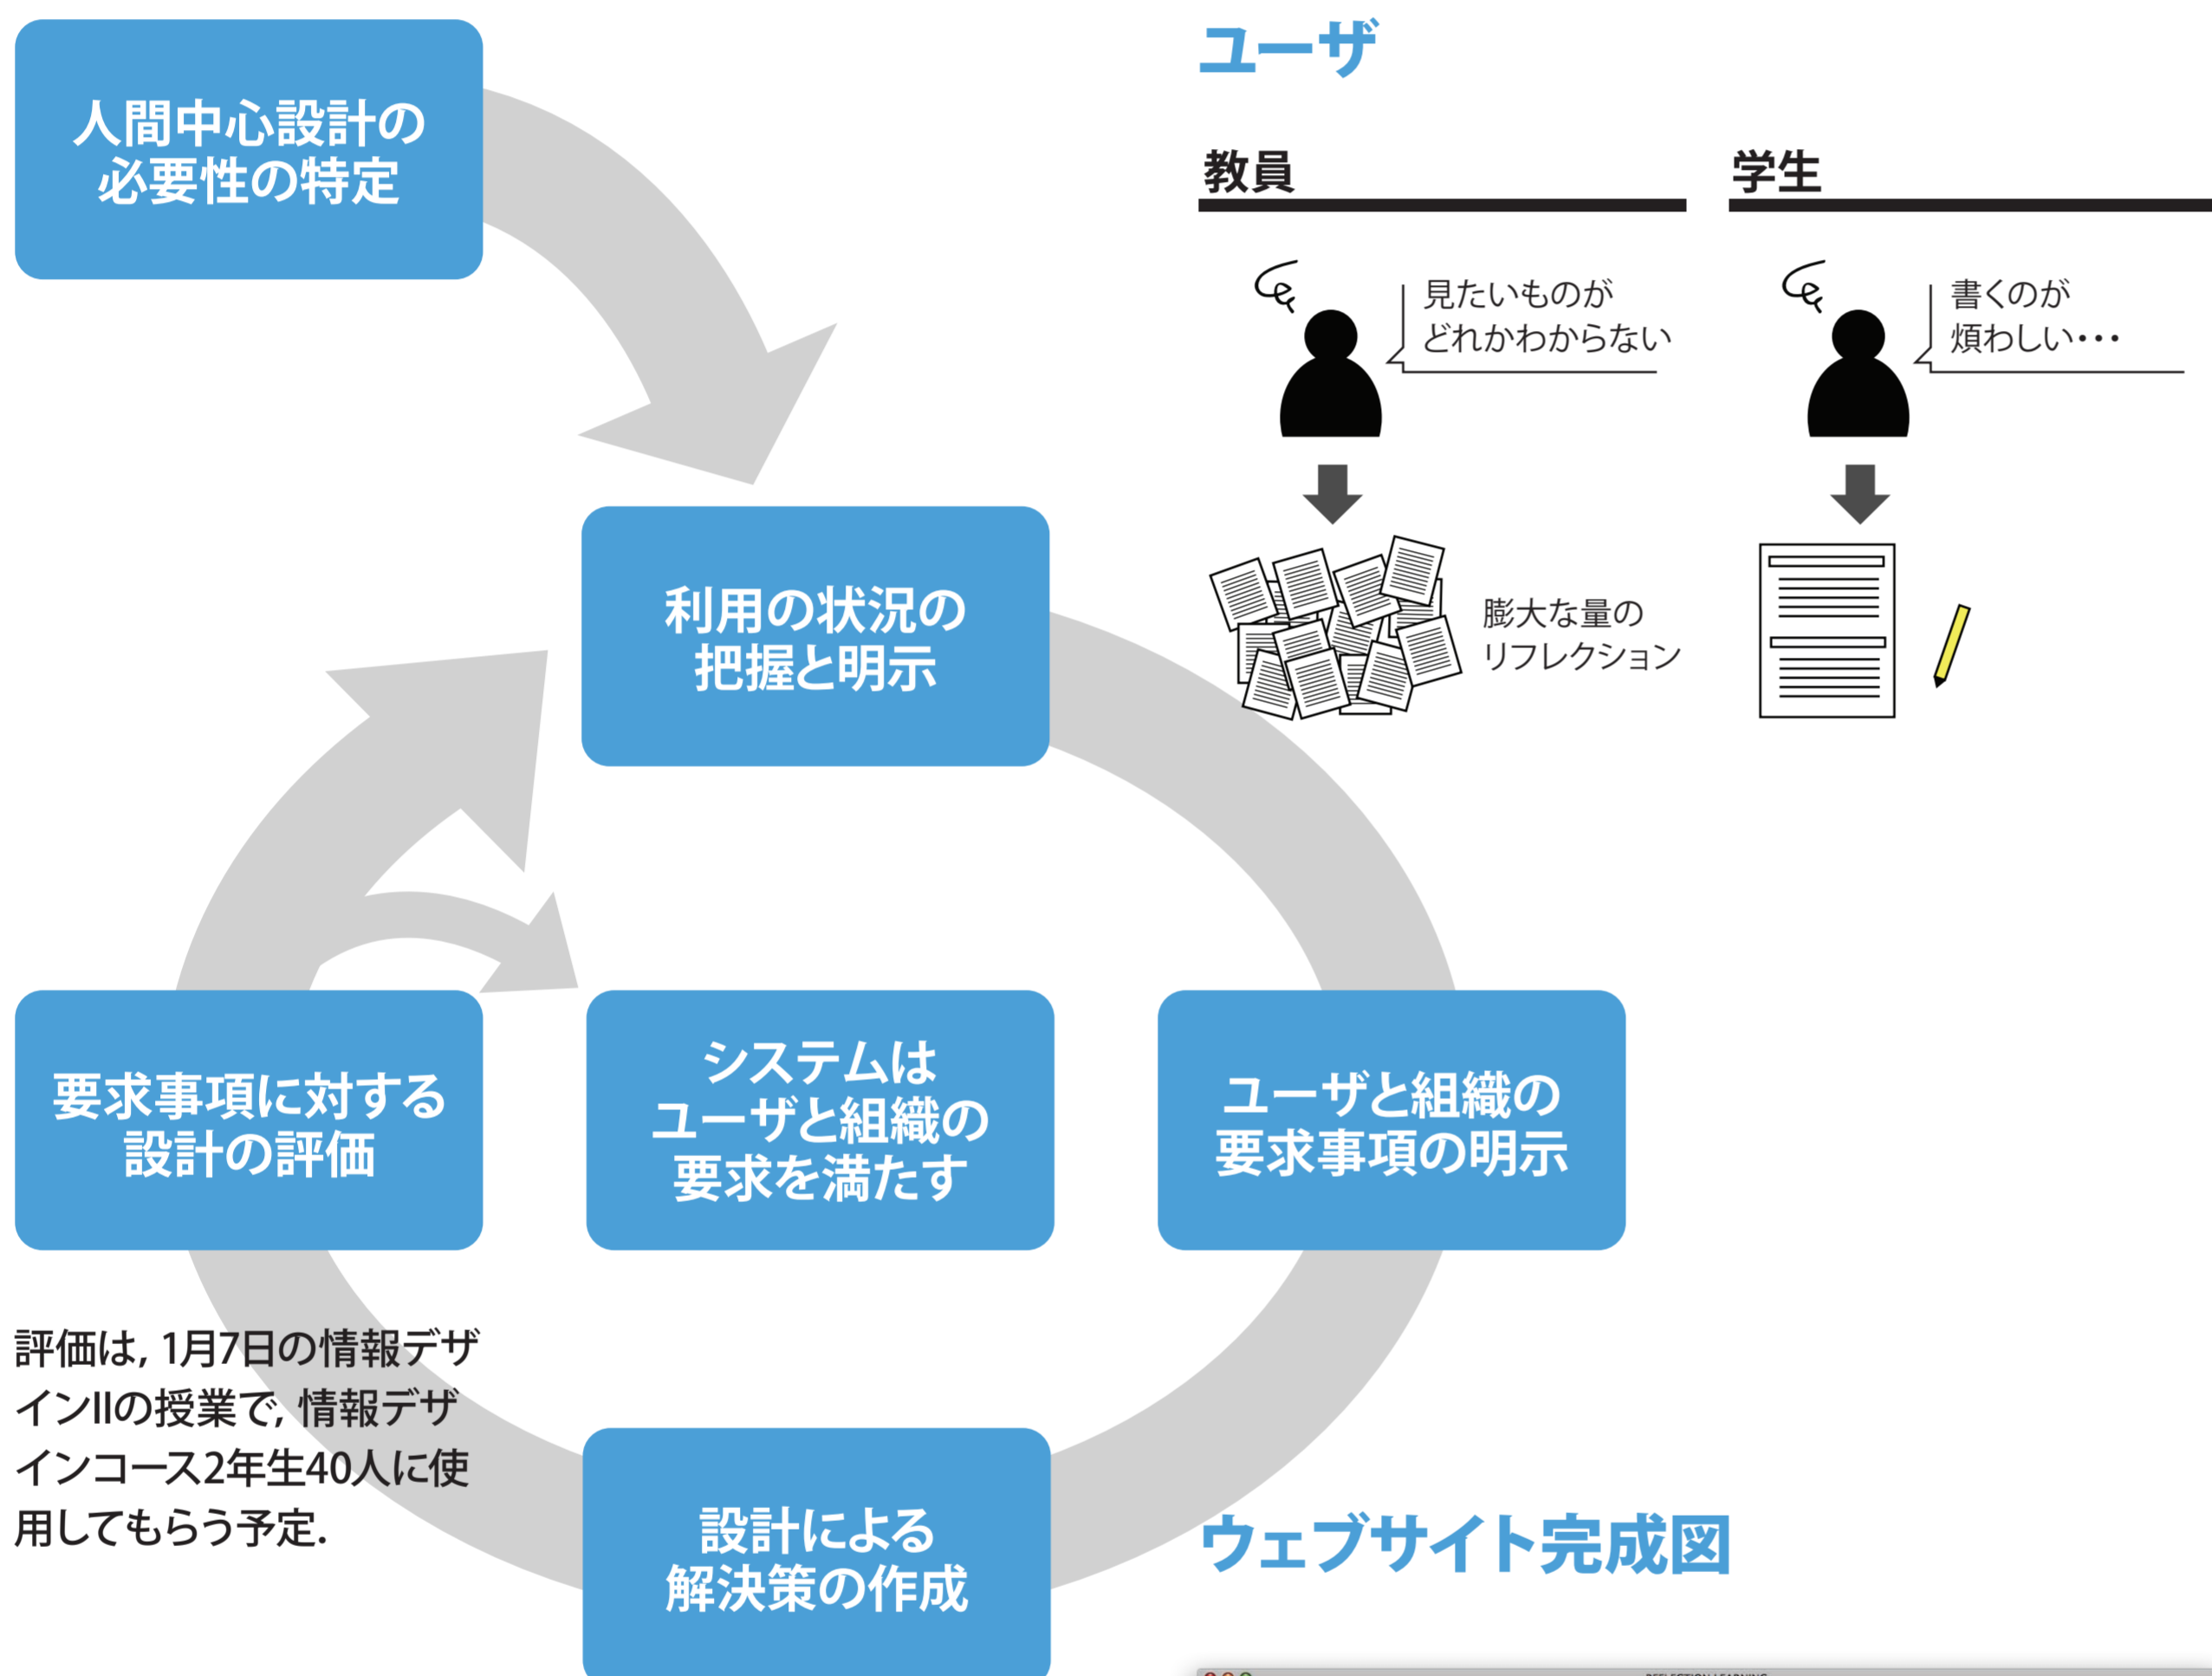 人間中心設計の
必要性の特定
利用の状況の
把握と明示
要求事項に対する
設計の評価
システムは
ユーザと組織の
要求を満たす
ユーザと組織の
要求事項の明示
評価は, 1月7日の情報デザ
インIIの授業で, 情報デザ
インコース2年生40人に使
用してもらう予定.
設計による
解決策の作成
ユーザ
教員
見たいものが
どれかわからない
膨大な量の
リフレクション
学生
書くのが
煩わしい・・・
ウェブサイト完成図